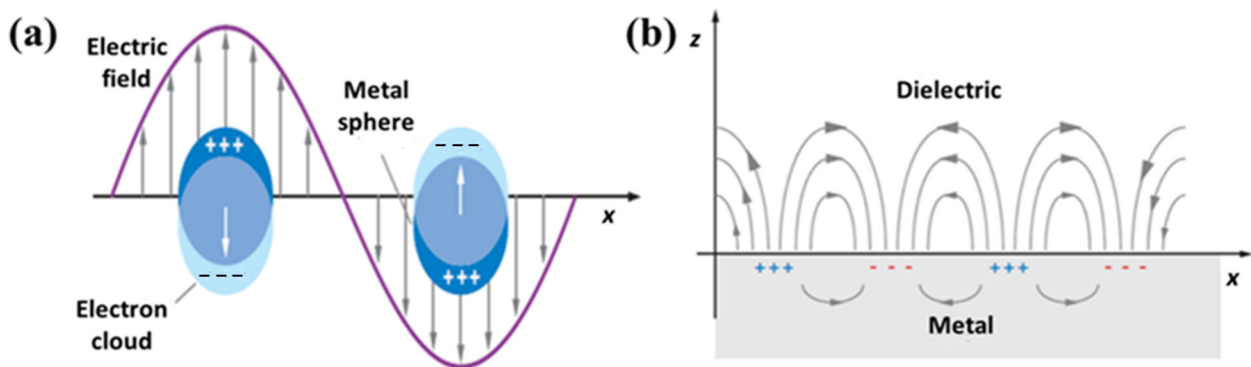 (a)
Electric
field
+++
Metal
sphere
- - -
x
- - -
+++
Electron
cloud
(b)
z
Dielectric
+++
- - -
+++
- - -
x
Metal